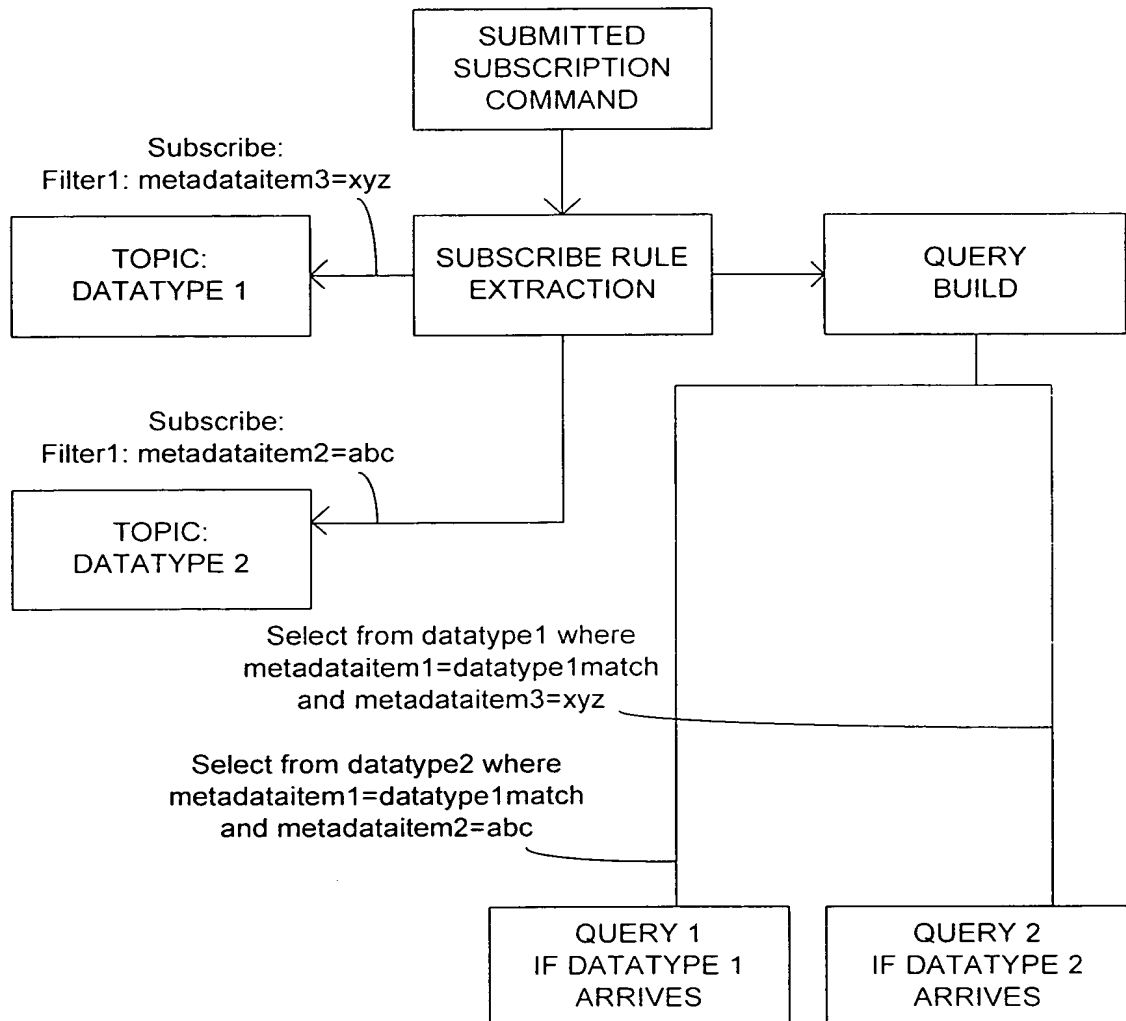 SUBMITTED
SUBSCRIPTION
COMMAND
Subscribe:
Filter1: metadataitem3=xyz
TOPIC:
DATATYPE 1
SUBSCRIBE RULE
EXTRACTION
QUERY
BUILD
Subscribe:
Filter1: metadataitem2=abc
TOPIC:
DATATYPE 2
Select from datatype1 where
metadataitem1=datatype1match
and metadataitem3=xyz
Select from datatype2 where
metadataitem1=datatype1match
and metadataitem2=abc
QUERY 1
IF DATATYPE 1
ARRIVES
QUERY 2
IF DATATYPE 2
ARRIVES